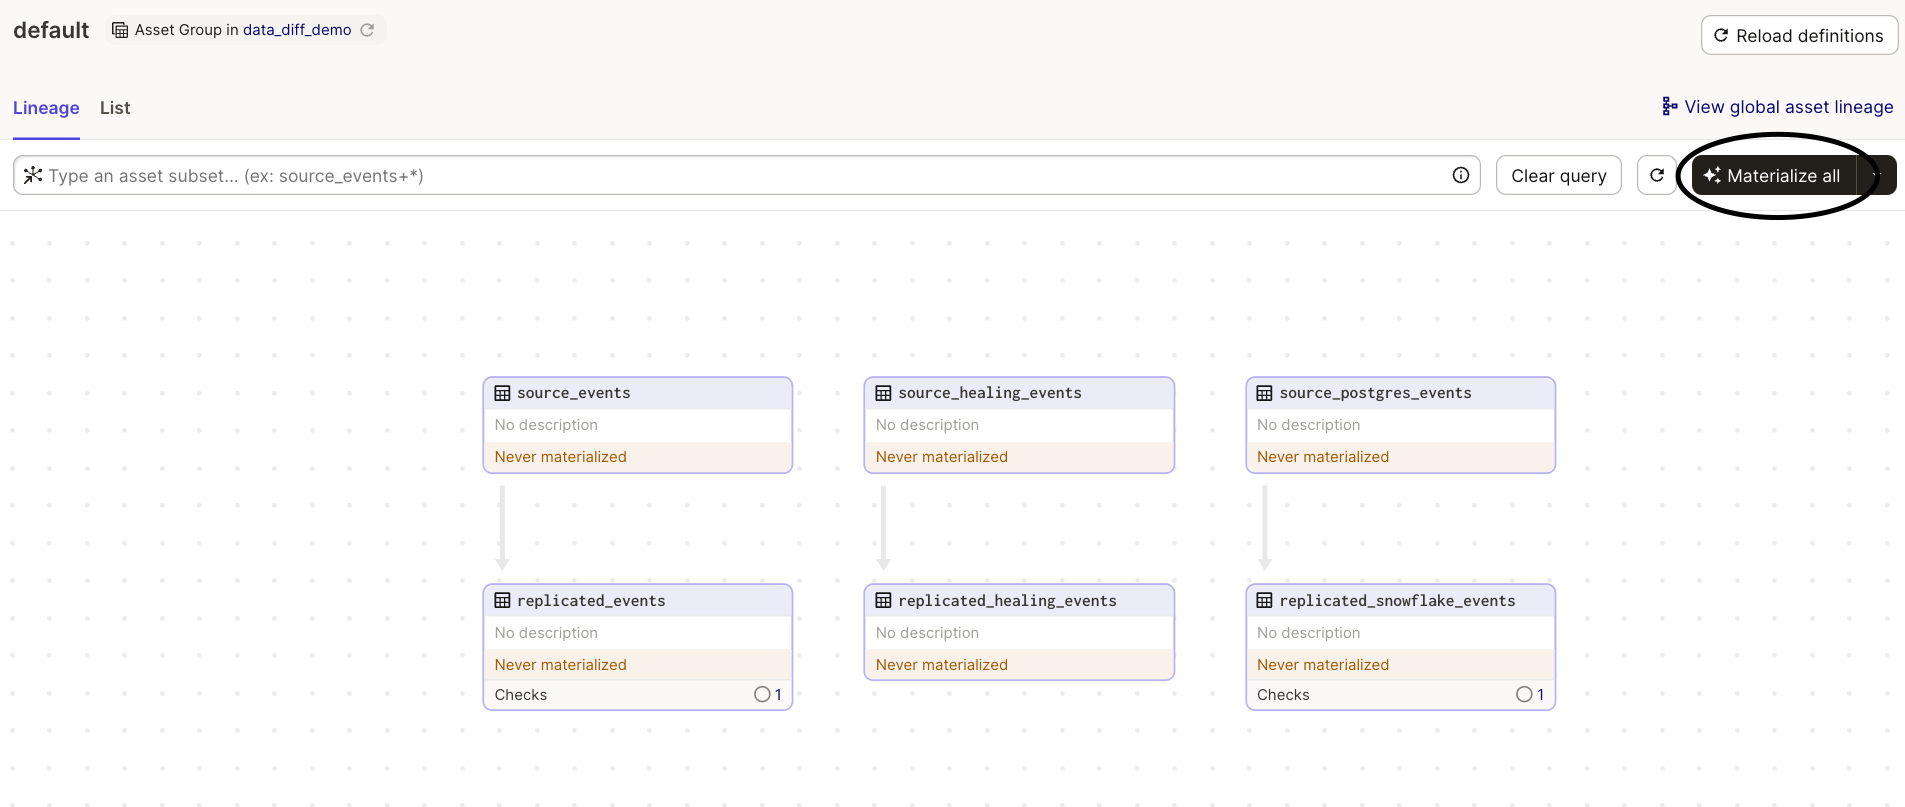 default
Asset Group in data_diff_demo
Reload definitions
Lineage
List
View global asset lineage
Type an asset subset... (ex: source_events+*)
Clear query
Materialize all
source_events
No description
Never materialized
source_healing_events
No description
Never materialized
source_postgres_events
No description
Never materialized
replicated_events
No description
Never materialized
Checks
1
replicated_healing_events
No description
Never materialized
replicated_snowflake_events
No description
Never materialized
Checks
1